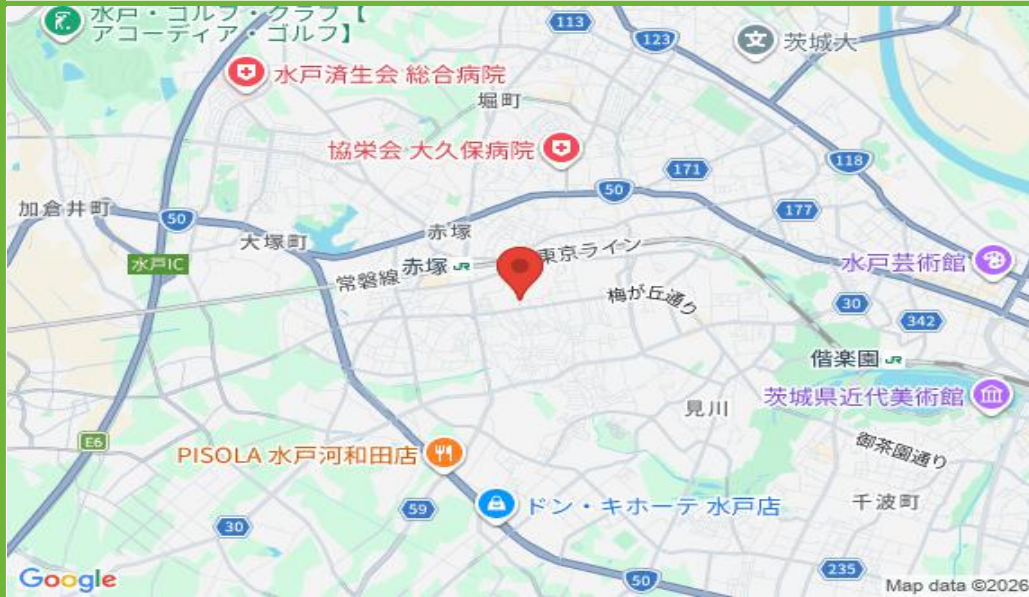 水戸・ゴルフ・クラブ【
アコーディア・ゴルフ】
113
123
茨城大
水戸済生会 総合病院
堀町
協栄会 大久保病院
118
171
50
177
加倉井町
50
大塚町
赤塚
水戸IC
常磐線
赤塚 JR
東京ライン
水戸芸術館
梅が丘通り
30
342
偕楽園 JR
茨城県近代美術館
見川
E6
PISOLA 水戸河和田店
御茶園通り
59
30
ドン・キホーテ 水戸店
千波町
235
50
Google
Map data ©2026